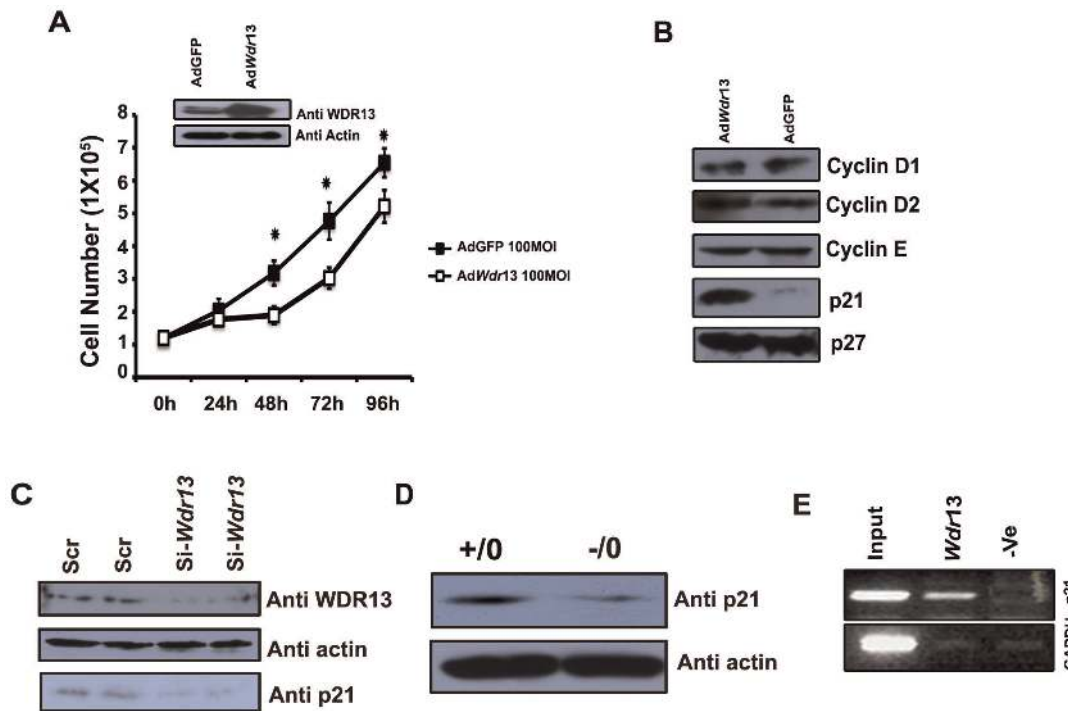 A
AdGFP
AdWdr13
Anti WDR13
Anti Actin
8
7
6
5
4
3
2
1
0
Cell Number (1X10⁵)
0h 24h 48h 72h 96h
AdGFP 100MOI
AdWdr13 100MOI
B
AdWdr13
AdGFP
Cyclin D1
Cyclin D2
Cyclin E
p21
p27
C
Scr
Scr
Si-Wdr13
Si-Wdr13
Anti WDR13
Anti actin
Anti p21
D
+/0 -/0
Anti p21
Anti actin
E
Input
Wdr13
-Ve
p21